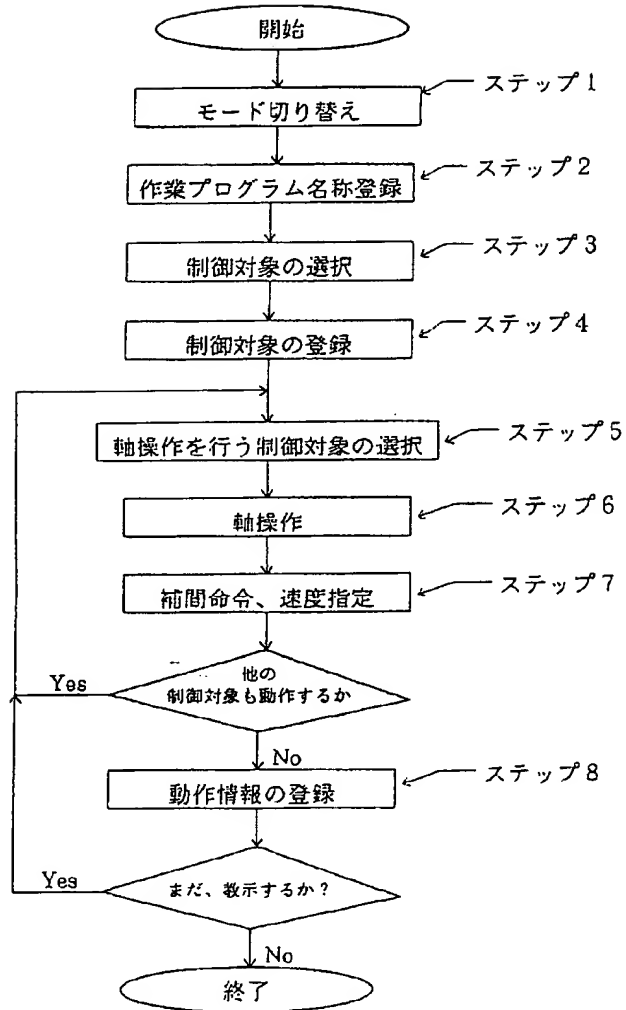 開始
ステップ1
モード切り替え
ステップ2
作業プログラム名称登録
ステップ3
制御対象の選択
ステップ4
制御対象の登録
ステップ5
軸操作を行う制御対象の選択
ステップ6
軸操作
ステップ7
補間命令、速度指定
Yes
他の
制御対象も動作するか
No
ステップ8
動作情報の登録
Yes
まだ、教示するか？
No
終了